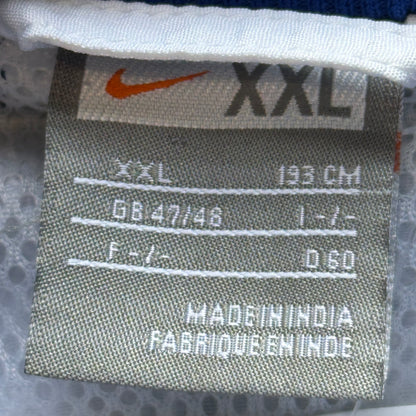 XXL
XXL 193 CM
GB 47/48 I -/-
F -/- D 60
MADE IN INDIA
FABRIQUE EN INDE